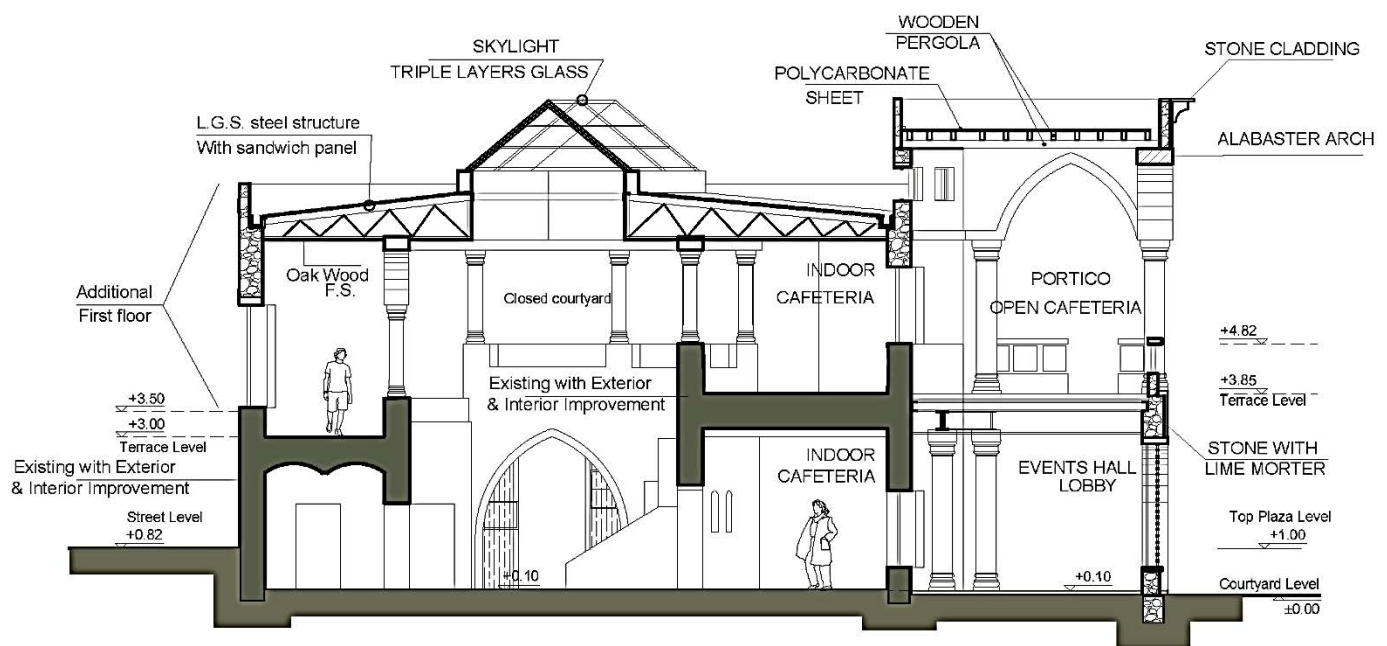 WOODEN
PERGOLA
SKYLIGHT
TRIPLE LAYERS GLASS
STONE CLADDING
POLYCARBONATE
SHEET
L.G.S. steel structure
With sandwich panel
ALABASTER ARCH
Oak Wood
F.S.
Closed courtyard
INDOOR
CAFETERIA
PORTICO
OPEN CAFETERIA
Additional
First floor
+4.82
Existing with Exterior
& Interior Improvement
+3.85
Terrace Level
+3.50
+3.00
Terrace Level
Existing with Exterior
& Interior Improvement
INDOOR
CAFETERIA
EVENTS HALL
LOBBY
STONE WITH
LIME MORTER
Street Level
+0.82
Top Plaza Level
+1.00
+0.10
+0.10
Courtyard Level
±0.00